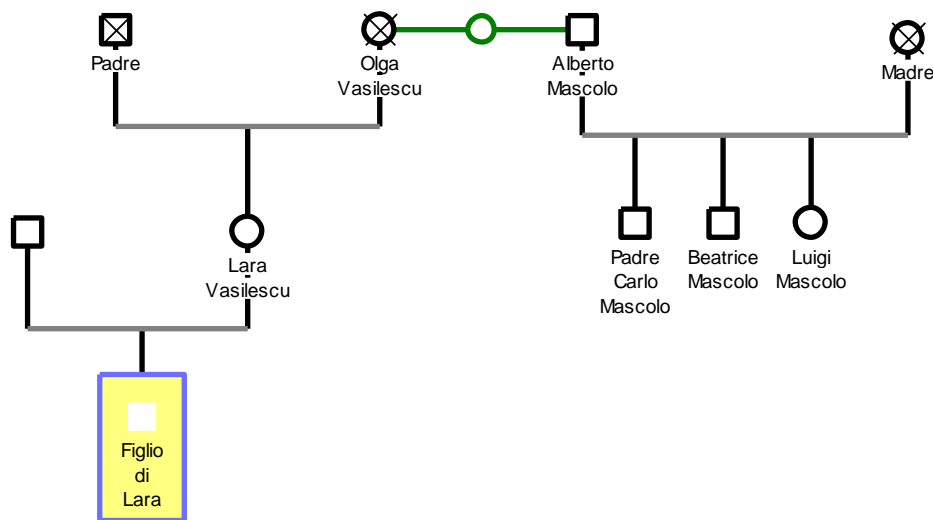 Padre
Olga
Vasilescu
Alberto
Mascolo
Madre
Lara
Vasilescu
Padre
Carlo
Mascolo
Beatrice
Mascolo
Luigi
Mascolo
Figlio
di
Lara